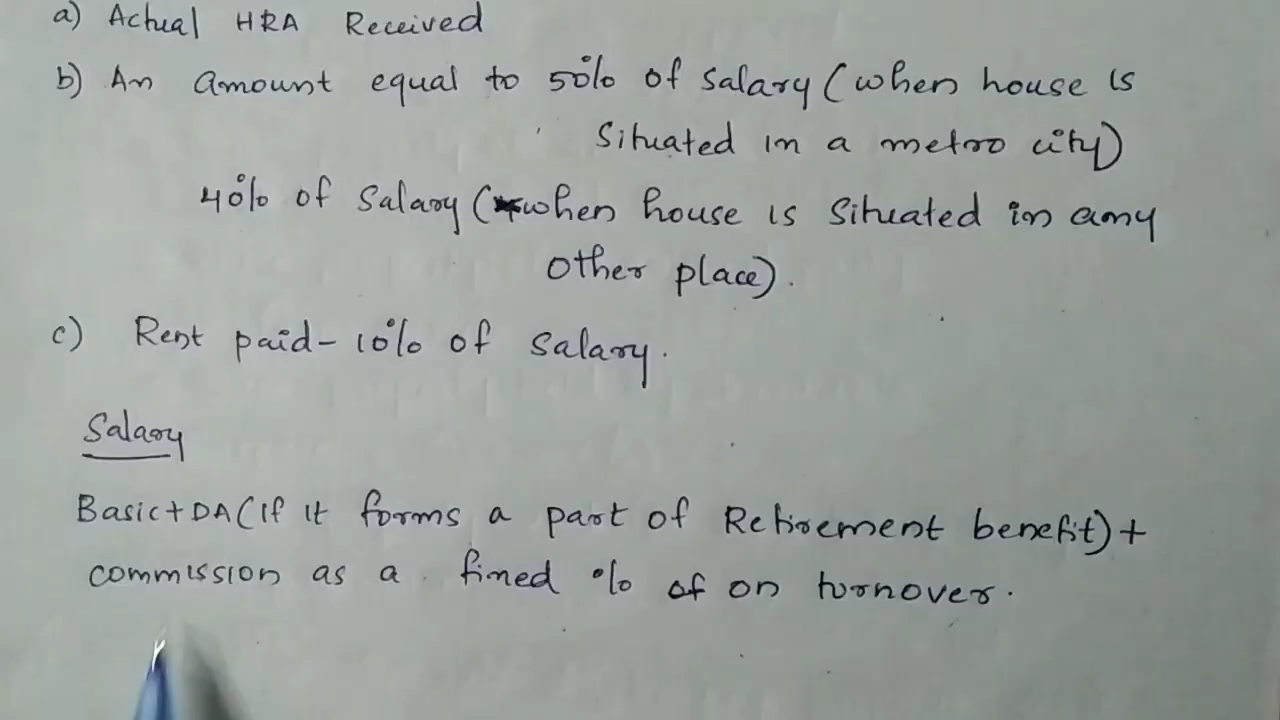 a) Actual HRA Received
b) An amount equal to 50% of salary (when house is
situated in a metro city)
40% of salary (when house is situated in any
other place).
c) Rent paid - 10% of salary.
Salary
Basic + DA (If it forms a part of Retirement benefit) +
commission as a fixed % of on turnover.